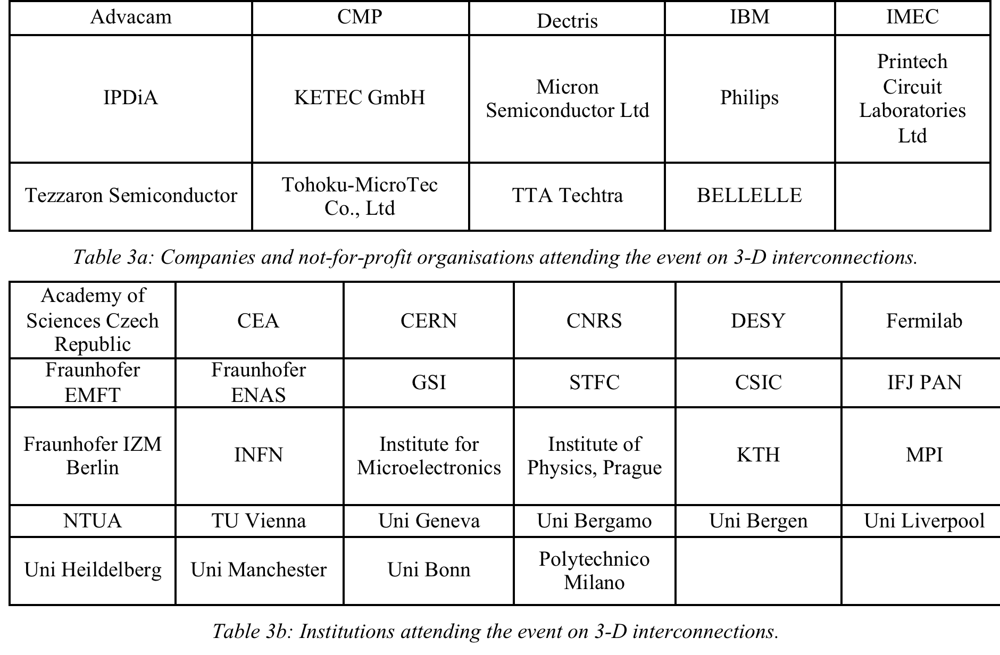 Advacam
CMP
Dectris
IBM
IMEC
IPDiA
KETEC GmbH
Micron
Semiconductor Ltd
Philips
Printech
Circuit
Laboratories
Ltd
Tezzaron Semiconductor
Tohoku-MicroTec
Co., Ltd
TTA Techtra
BELLELLE
Table 3a: Companies and not-for-profit organisations attending the event on 3-D interconnections.
Academy of
Sciences Czech
Republic
CEA
CERN
CNRS
DESY
Fermilab
Fraunhofer
EMFT
Fraunhofer
ENAS
GSI
STFC
CSIC
IFJ PAN
Fraunhofer IZM
Berlin
INFN
Institute for
Microelectronics
Institute of
Physics, Prague
KTH
MPI
NTUA
TU Vienna
Uni Geneva
Uni Bergamo
Uni Bergen
Uni Liverpool
Uni Heildelberg
Uni Manchester
Uni Bonn
Polytechnico
Milano
Table 3b: Institutions attending the event on 3-D interconnections.